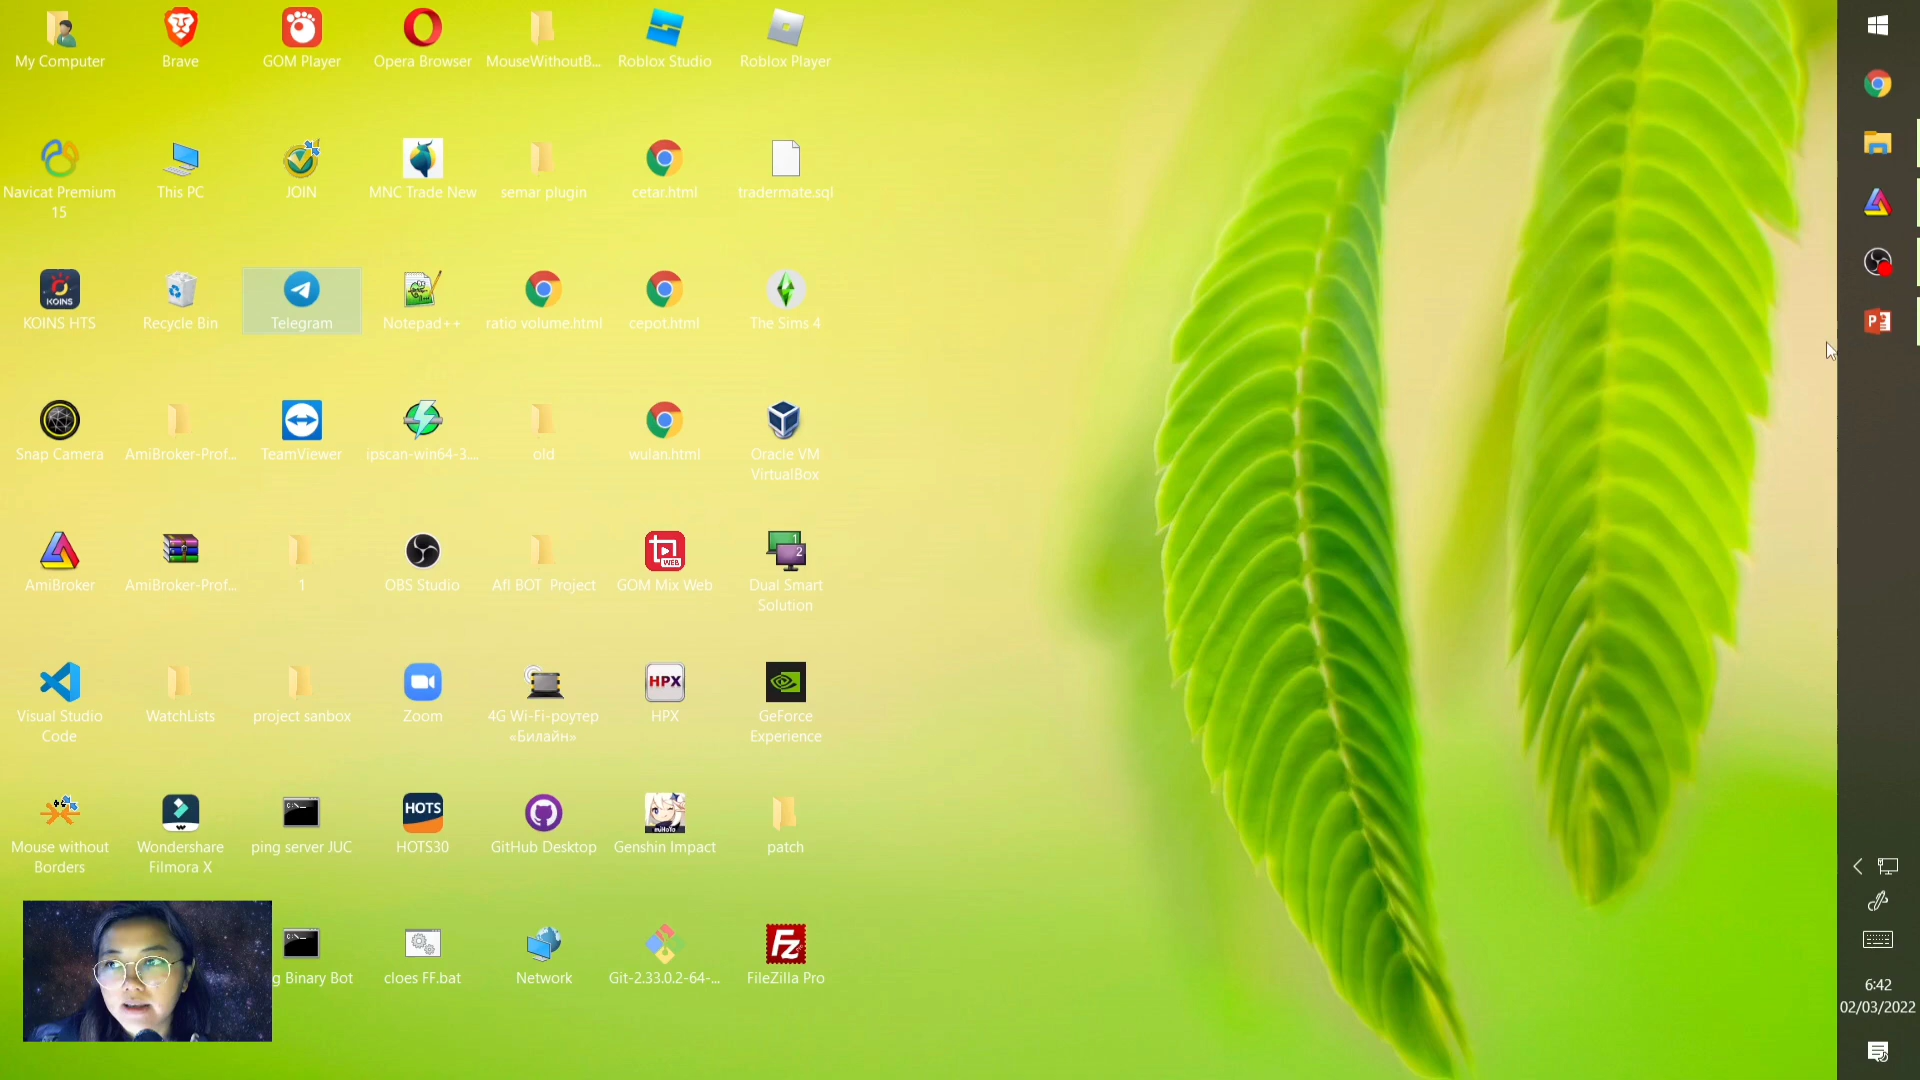 My Computer
Brave
GOM Player
Opera Browser
MouseWithoutB...
Roblox Studio
Roblox Player
Navicat Premium
15
This PC
JOIN
MNC Trade New
semar plugin
cetar.html
tradermate.sql
KOINS
KOINS HTS
Recycle Bin
Telegram
Notepad++
ratio volume.html
cepot.html
The Sims 4
Snap Camera
AmiBroker-Prof...
TeamViewer
ipscan-win64-3....
old
wulan.html
Oracle VM
VirtualBox
WEB
1
2
AmiBroker
AmiBroker-Prof...
1
OBS Studio
Afl BOT Project
GOM Mix Web
Dual Smart
Solution
HPX
Visual Studio
Code
WatchLists
project sanbox
Zoom
4G Wi-Fi-роутер
«Билайн»
HPX
GeForce
Experience
C:\_
HOTS
miHoYo
Mouse without
Borders
Wondershare
Filmora X
ping server JUC
HOTS30
GitHub Desktop
Genshin Impact
patch
C:\_
Fz
g Binary Bot
cloes FF.bat
Network
Git-2.33.0.2-64-...
FileZilla Pro
P
6:42
02/03/2022